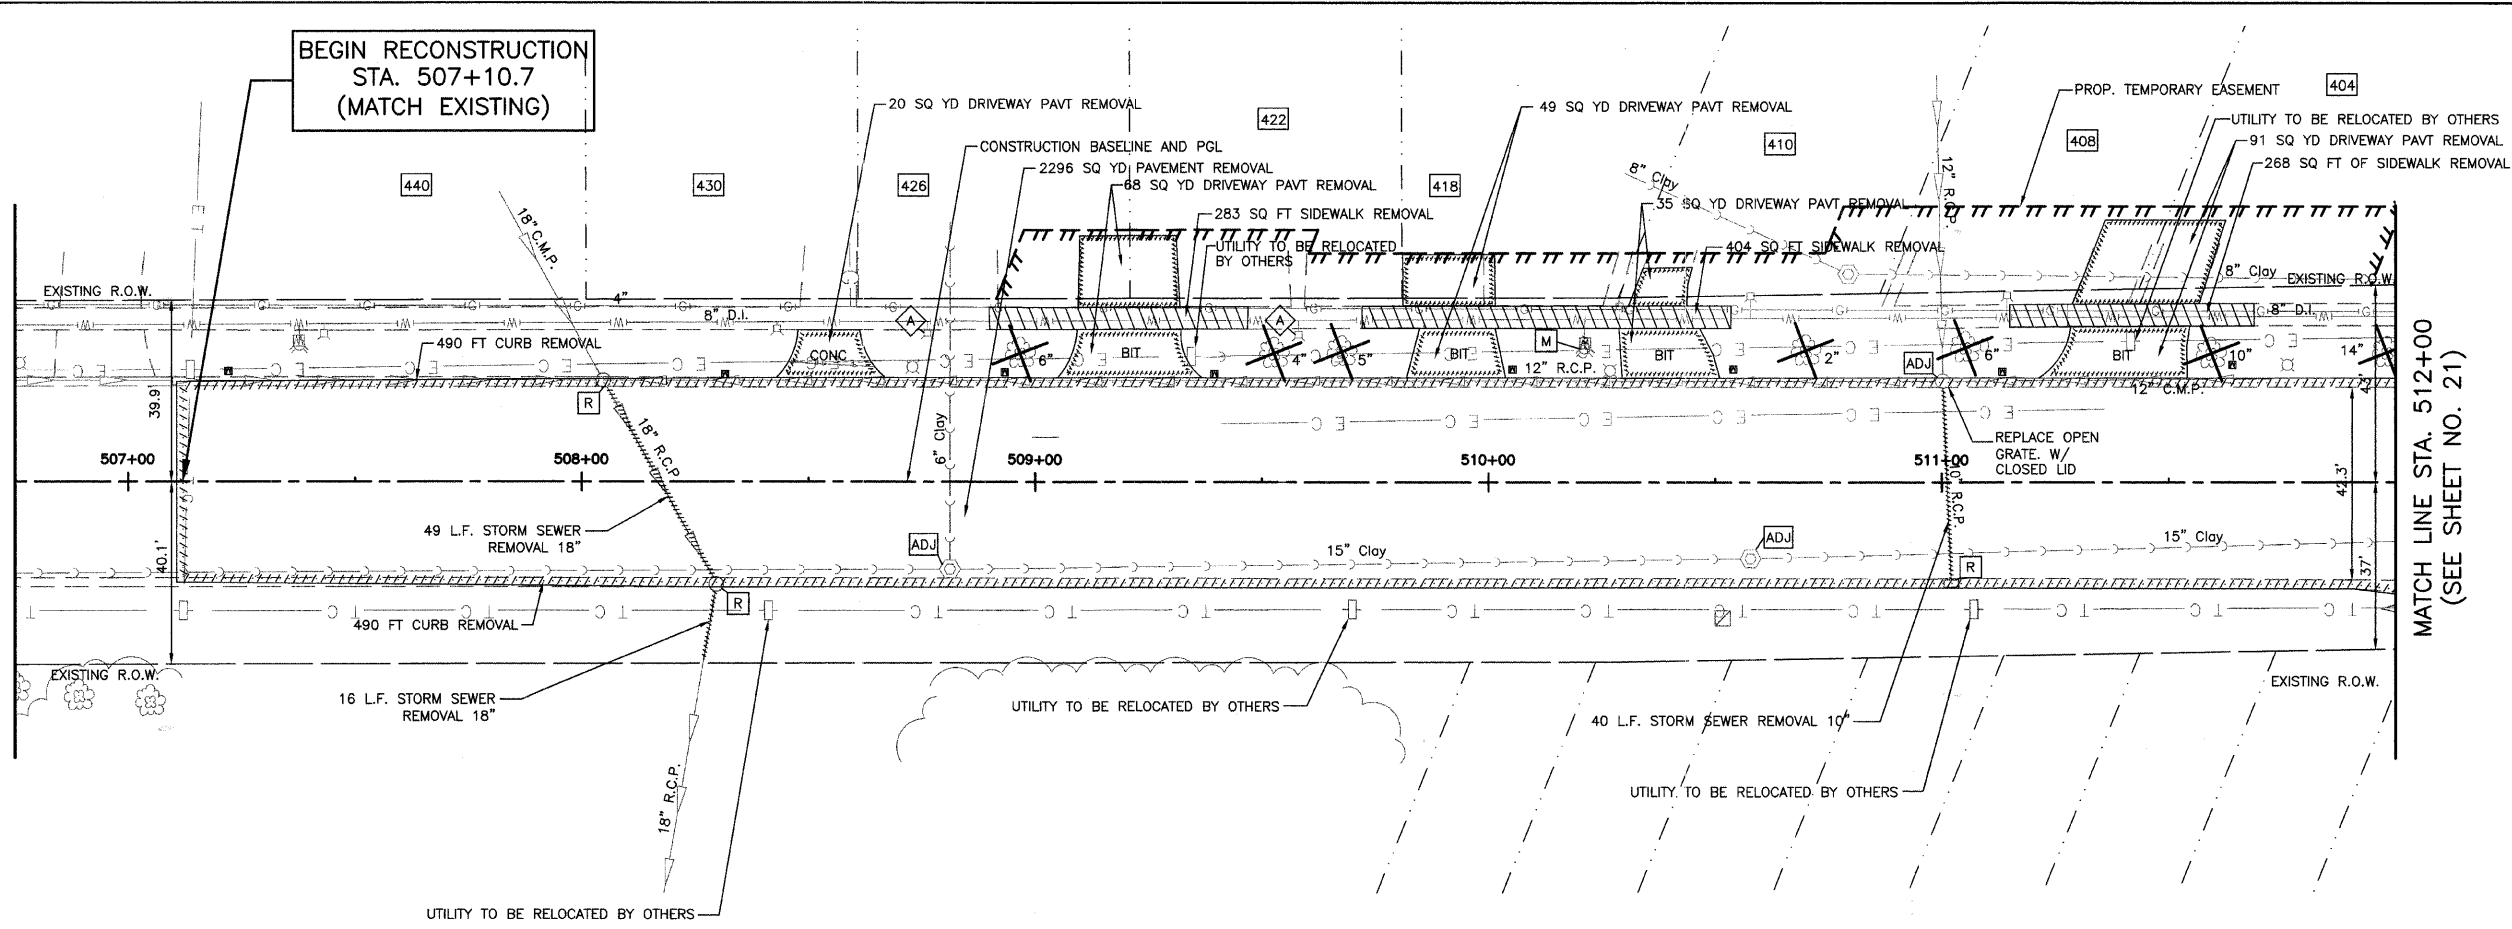 BEGIN RECONSTRUCTION
STA. 507+10.7
(MATCH EXISTING)
20 SQ YD DRIVEWAY PAVT REMOVAL
CONSTRUCTION BASELINE AND PGL
2296 SQ YD PAVEMENT REMOVAL
68 SQ YD DRIVEWAY PAVT REMOVAL
283 SQ FT SIDEWALK REMOVAL
UTILITY TO BE RELOCATED
BY OTHERS
49 SQ YD DRIVEWAY PAVT REMOVAL
35 SQ YD DRIVEWAY PAVT REMOVAL
404 SQ FT SIDEWALK REMOVAL
PROP. TEMPORARY EASEMENT
UTILITY TO BE RELOCATED BY OTHERS
91 SQ YD DRIVEWAY PAVT REMOVAL
268 SQ FT OF SIDEWALK REMOVAL
440
430
426
422
418
410
408
404
18" C.M.P.
8" Clay
12" R.C.P.
8" Clay
EXISTING R.O.W.
EXISTING R.O.W.
4"
8" D.I.
8" D.I.
A
A
490 FT CURB REMOVAL
CONC
6"
BIT
4"
5"
BIT
M
BIT
2"
ADJ
6"
BIT
10"
14"
12" R.C.P.
12" C.M.P.
R
39.9'
43'
18" R.C.P.
6" Clay
REPLACE OPEN
GRATE. W/
CLOSED LID
507+00
508+00
509+00
510+00
511+00
10" R.C.P.
42.3'
49 L.F. STORM SEWER
REMOVAL 18"
40.1'
ADJ
15" Clay
ADJ
15" Clay
R
37'
R
490 FT CURB REMOVAL
EXISTING R.O.W.
EXISTING R.O.W.
16 L.F. STORM SEWER
REMOVAL 18"
UTILITY TO BE RELOCATED BY OTHERS
40 L.F. STORM SEWER REMOVAL 10"
18" R.C.P.
UTILITY TO BE RELOCATED BY OTHERS
UTILITY TO BE RELOCATED BY OTHERS
MATCH LINE STA. 512+00
(SEE SHEET NO. 21)